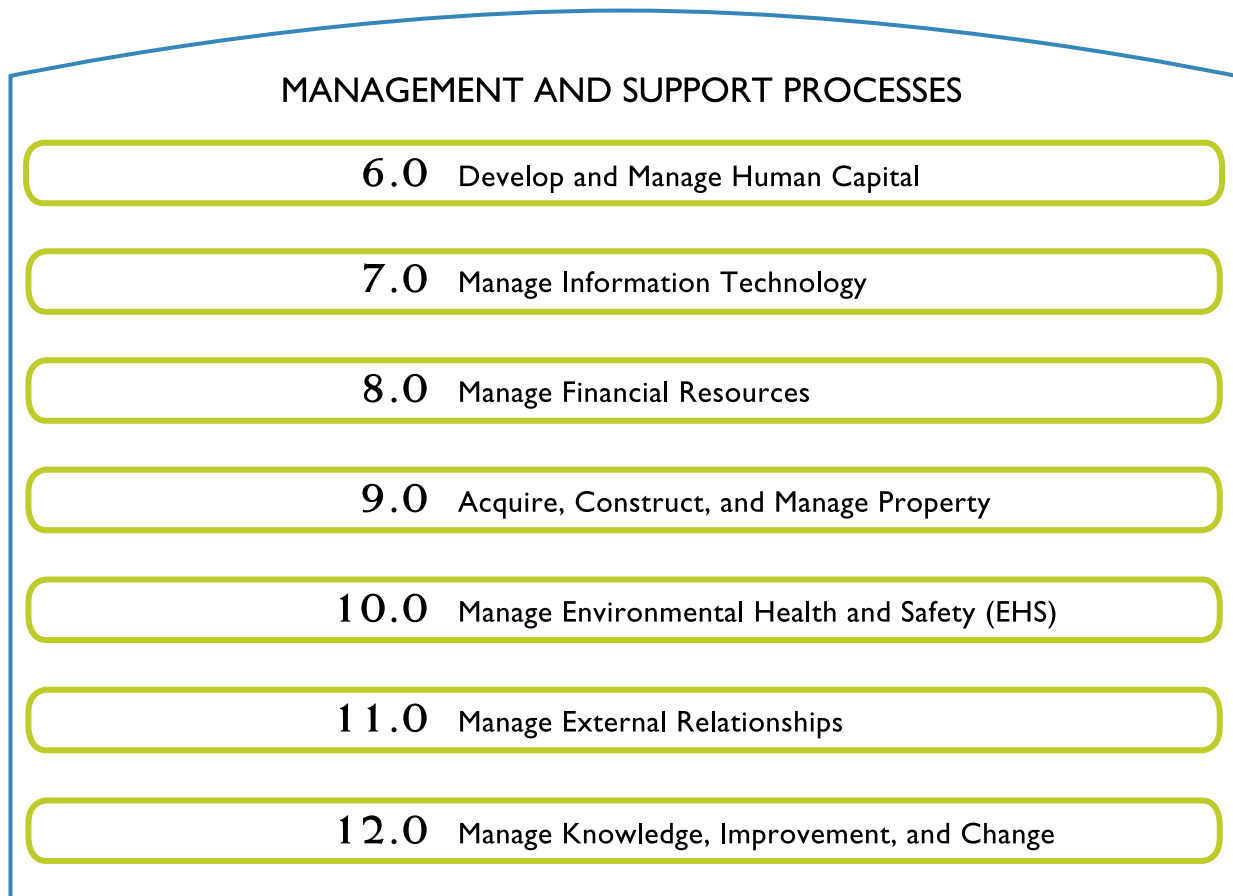 MANAGEMENT AND SUPPORT PROCESSES
6.0 Develop and Manage Human Capital
7.0 Manage Information Technology
8.0 Manage Financial Resources
9.0 Acquire, Construct, and Manage Property
10.0 Manage Environmental Health and Safety (EHS)
11.0 Manage External Relationships
12.0 Manage Knowledge, Improvement, and Change